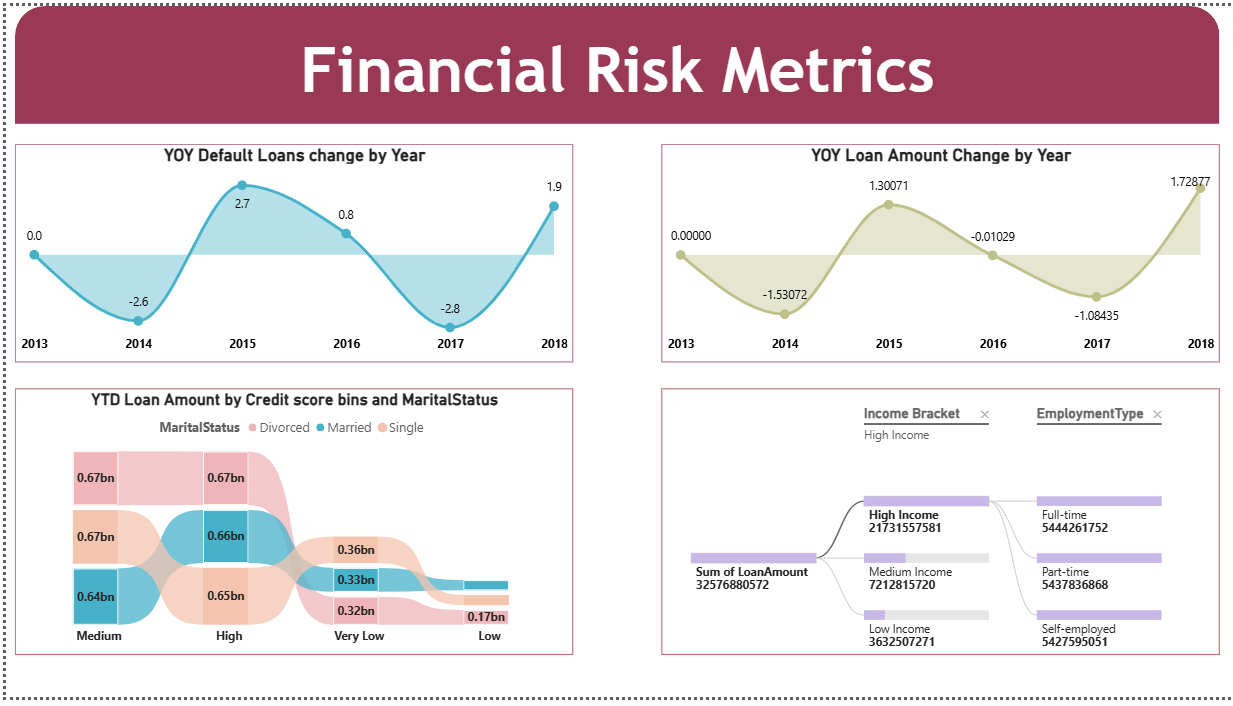 Financial Risk Metrics
YOY Default Loans change by Year
0.0
-2.6
2.7
0.8
-2.8
1.9
2013 2014 2015 2016 2017 2018
YOY Loan Amount Change by Year
0.00000
-1.53072
1.30071
-0.01029
-1.08435
1.72877
2013 2014 2015 2016 2017 2018
YTD Loan Amount by Credit score bins and MaritalStatus
MaritalStatus Divorced Married Single
0.67bn 0.67bn
0.67bn 0.66bn
0.36bn
0.33bn
0.64bn 0.65bn
0.32bn
0.17bn
Medium High Very Low Low
Income Bracket × EmploymentType ×
High Income
High Income
21731557581
Full-time
5444261752
Sum of LoanAmount
32576880572
Medium Income
7212815720
Part-time
5437836868
Low Income
3632507271
Self-employed
5427595051